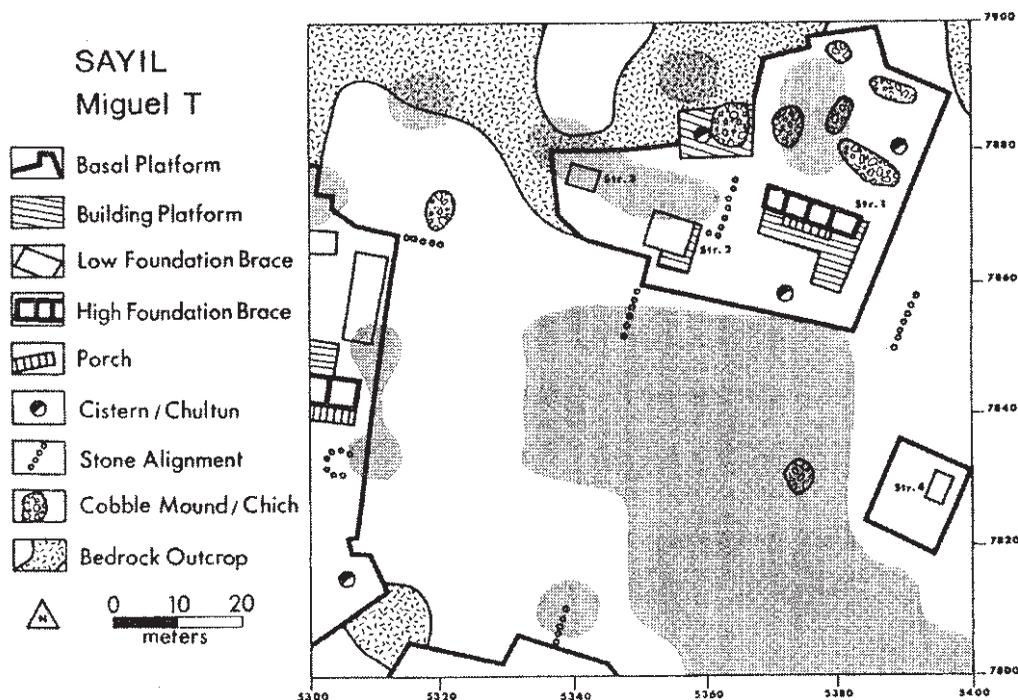 SAYIL
Miguel T
Basal Platform
Building Platform
Low Foundation Brace
High Foundation Brace
Porch
Cistern / Chultun
Stone Alignment
Cobble Mound / Chich
Bedrock Outcrop
N
0 10 20
meters
Str. 3
Str. 1
Str. 2
Str. 4
7900
7880
7860
7840
7820
7800
5300 5320 5340 5360 5380 5400